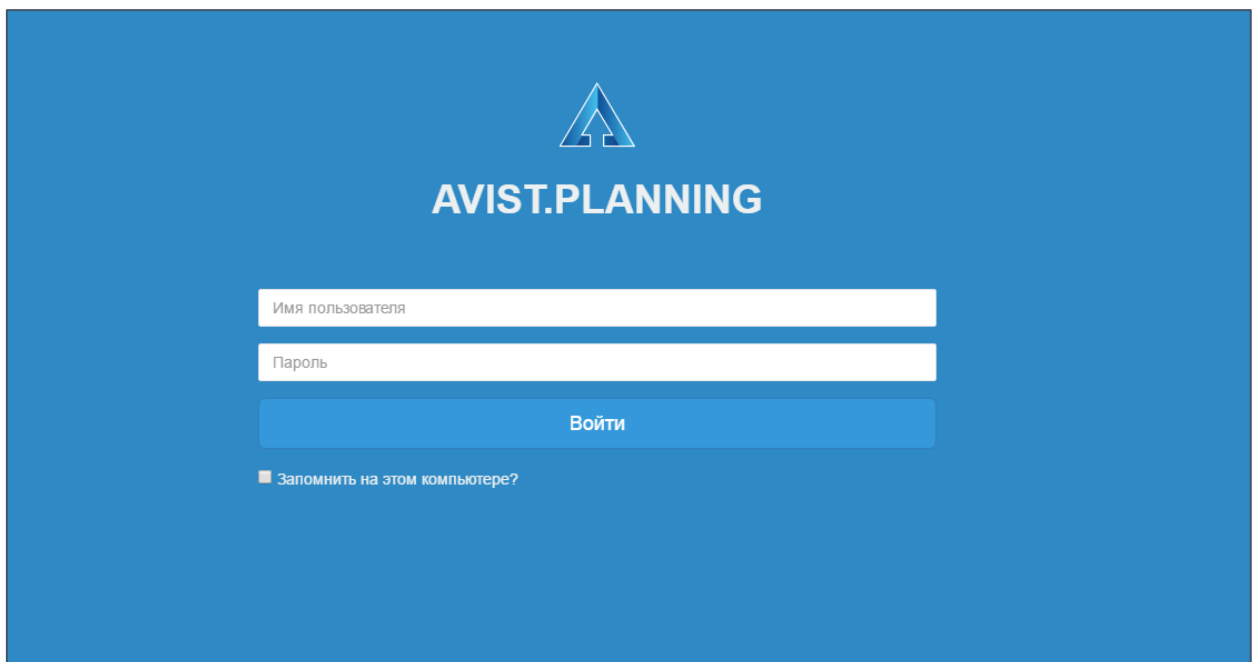 AVIST.PLANNING
Имя пользователя
Пароль
Войти
Запомнить на этом компьютере?